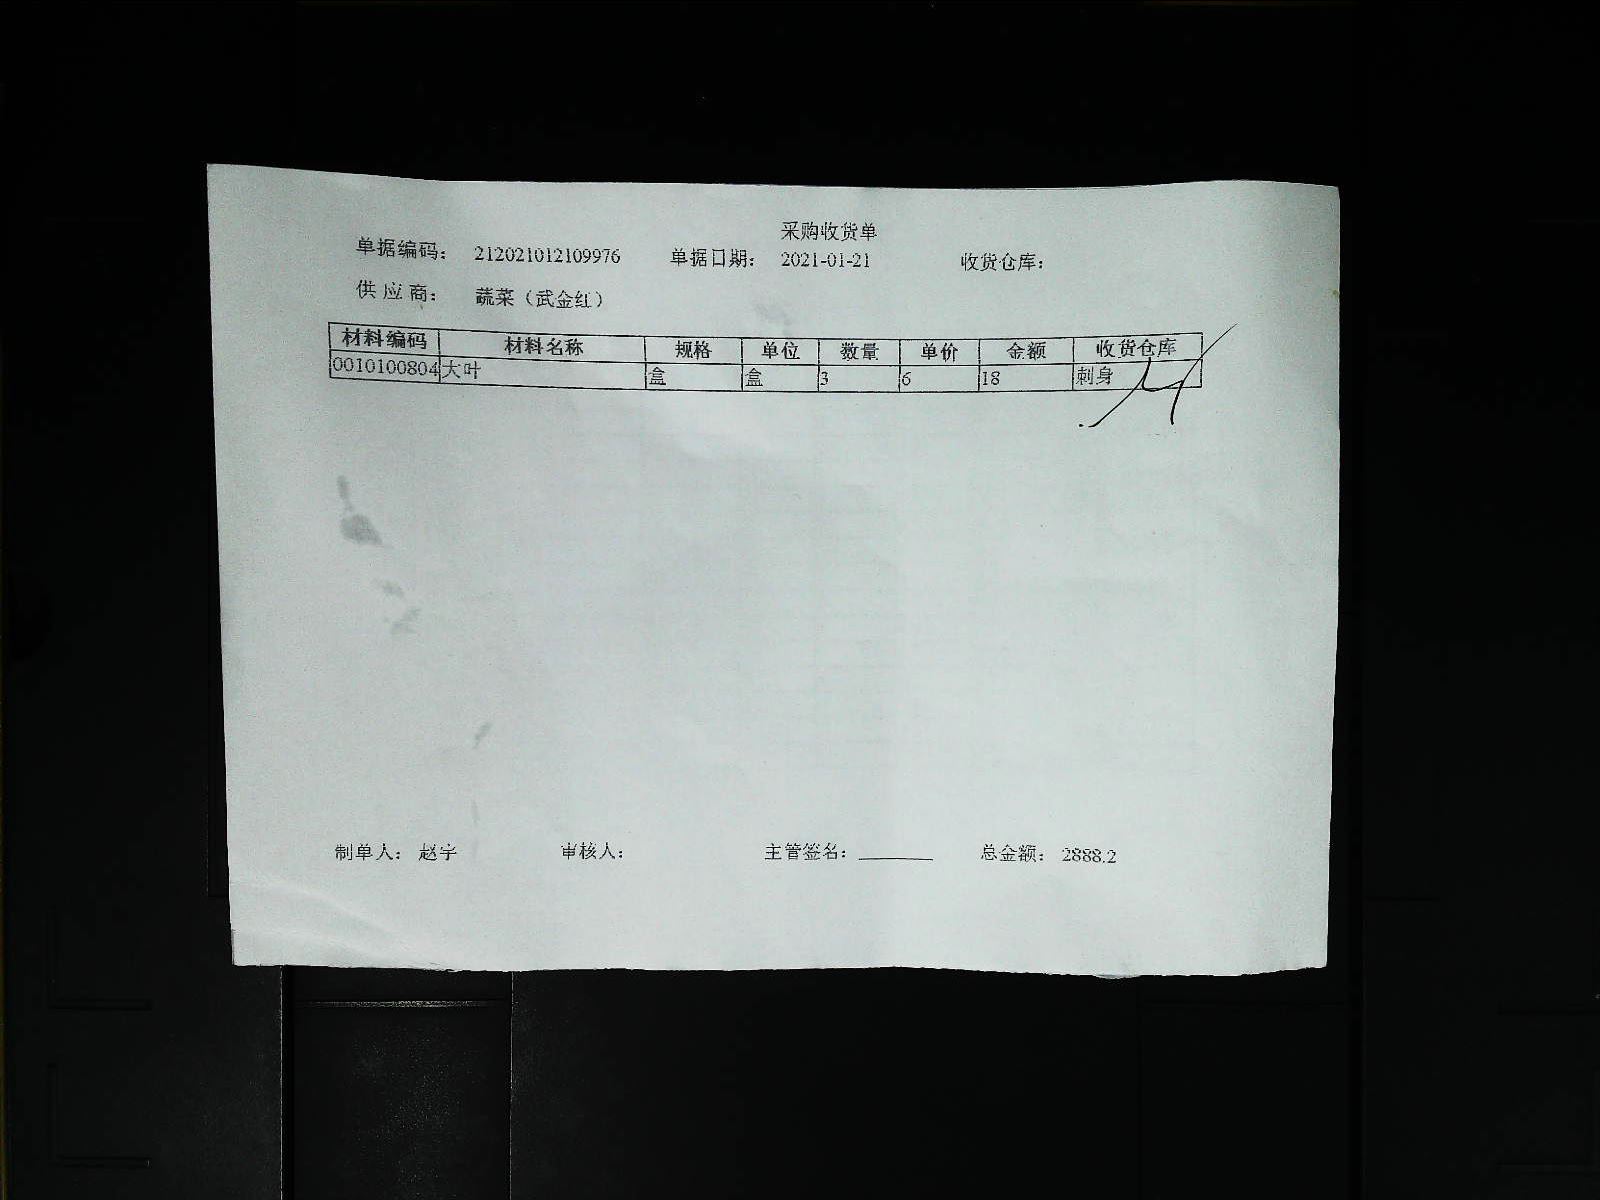 采购收货单
单据编码: 212021012109976 单据日期: 2021-01-21 收货仓库:
供应商: 蔬菜（武金红）
材料编码 材料名称 规格 单位 数量 单价 金额 收货仓库
0010100804 大叶 盒 盒 3 6 18 刺身
制单人: 赵宇 审核人: 主管签名: 总金额: 2888.2